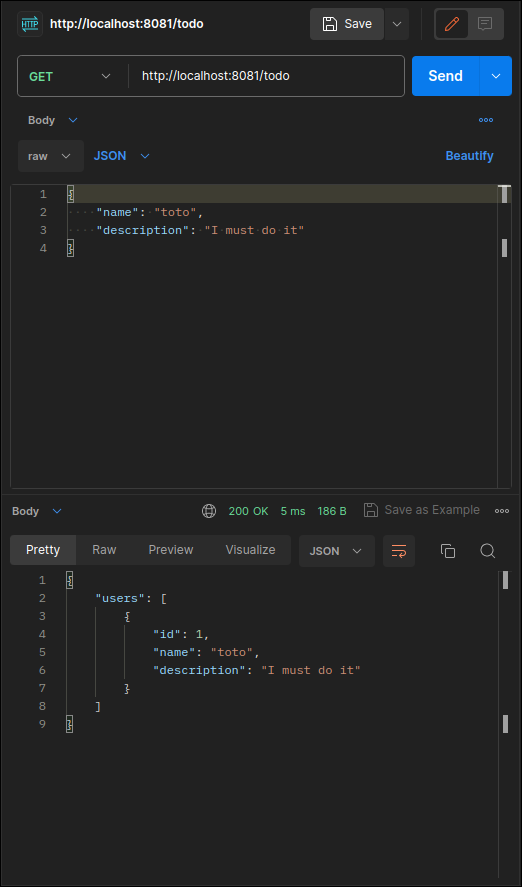 HTTP http://localhost:8081/todo Save
GET http://localhost:8081/todo Send
Body
raw JSON Beautify
1 {
2 "name": "toto",
3 "description": "I must do it"
4 }
Body 200 OK 5 ms 186 B Save as Example
Pretty Raw Preview Visualize JSON
1 {
2 "users": [
3 {
4 "id": 1,
5 "name": "toto",
6 "description": "I must do it"
7 }
8 ]
9 }